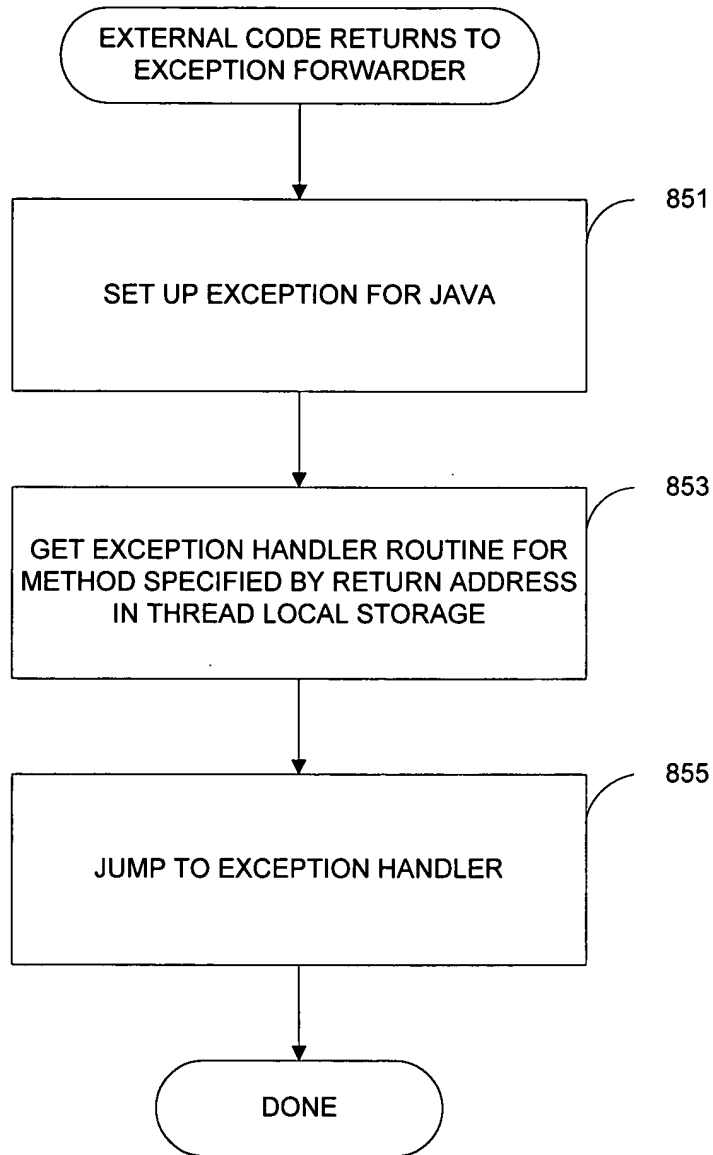 EXTERNAL CODE RETURNS TO
EXCEPTION FORWARDER
851
SET UP EXCEPTION FOR JAVA
853
GET EXCEPTION HANDLER ROUTINE FOR
METHOD SPECIFIED BY RETURN ADDRESS
IN THREAD LOCAL STORAGE
855
JUMP TO EXCEPTION HANDLER
DONE